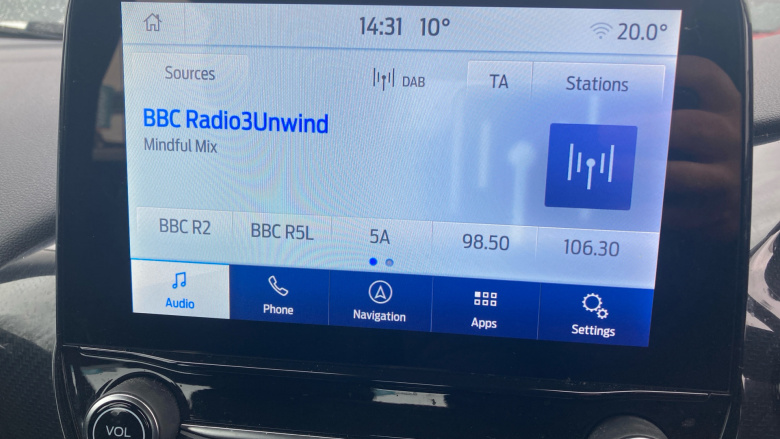 14:31 10° 20.0°
Sources DAB TA Stations
BBC Radio3Unwind
Mindful Mix
BBC R2 BBC R5L 5A 98.50 106.30
Audio Phone Navigation Apps Settings
VOL